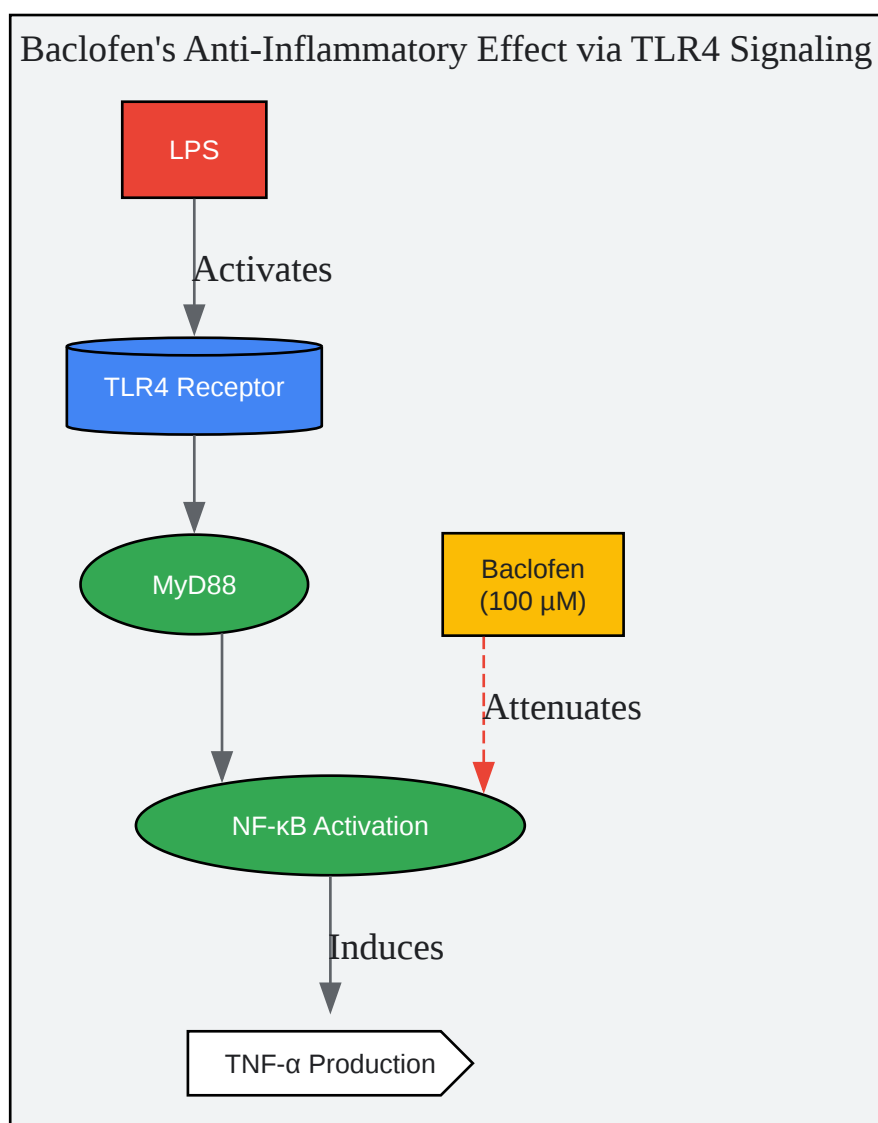 Baclofen's Anti-Inflammatory Effect via TLR4 Signaling
LPS
Activates
TLR4 Receptor
MyD88
Baclofen
(100 µM)
Attenuates
NF-κB Activation
Induces
TNF-α Production